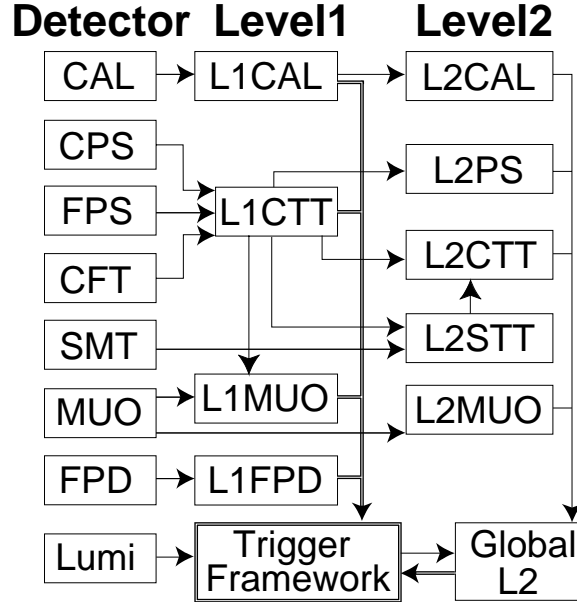 Detector Level1 Level2
CAL L1CAL L2CAL
CPS
L2PS
FPS L1CTT
CFT L2CTT
SMT L2STT
MUO L1MUO L2MUO
FPD L1FPD
Lumi Trigger Global
Framework L2